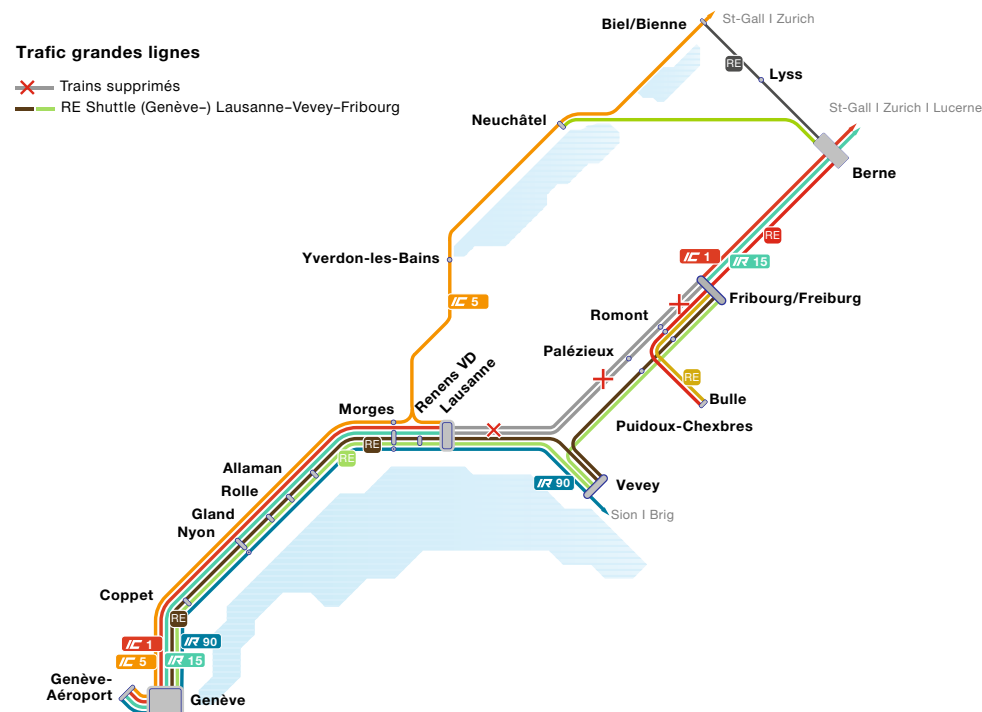 Biel/Bienne
St-Gall I Zurich
Trafic grandes lignes
RE
Lyss
Trains supprimés
RE Shuttle (Genève–) Lausanne–Vevey–Fribourg
St-Gall I Zurich I Lucerne
Neuchâtel
Berne
RE
Yverdon-les-Bains
IC 1
IR 15
IC 5
Fribourg/Freiburg
Romont
Palézieux
RE
Renens VD
Lausanne
Bulle
Morges
Puidoux-Chexbres
RE
RE
Allaman
IR 90
Vevey
Rolle
Gland
Sion I Brig
Nyon
Coppet
RE
IC 1
IR 90
IC 5
IR 15
Genève-
Aéroport
Genève